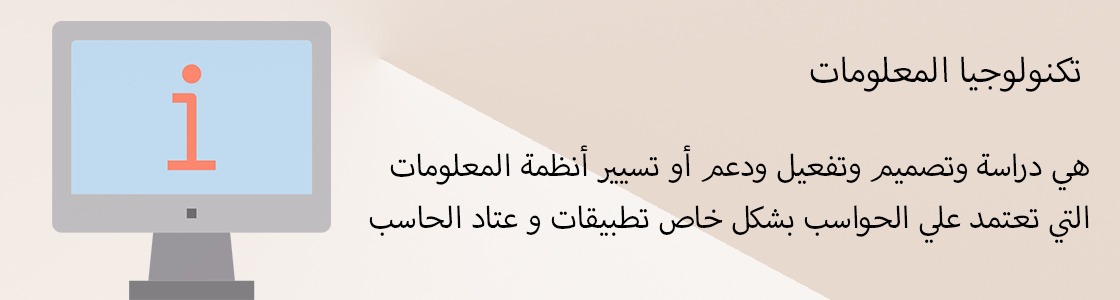 تكنولوجيا المعلومات
هي دراسة وتصميم وتفعيل ودعم أو تسيير أنظمة المعلومات
التي تعتمد علي الحواسب بشكل خاص تطبيقات و عتاد الحاسب
i